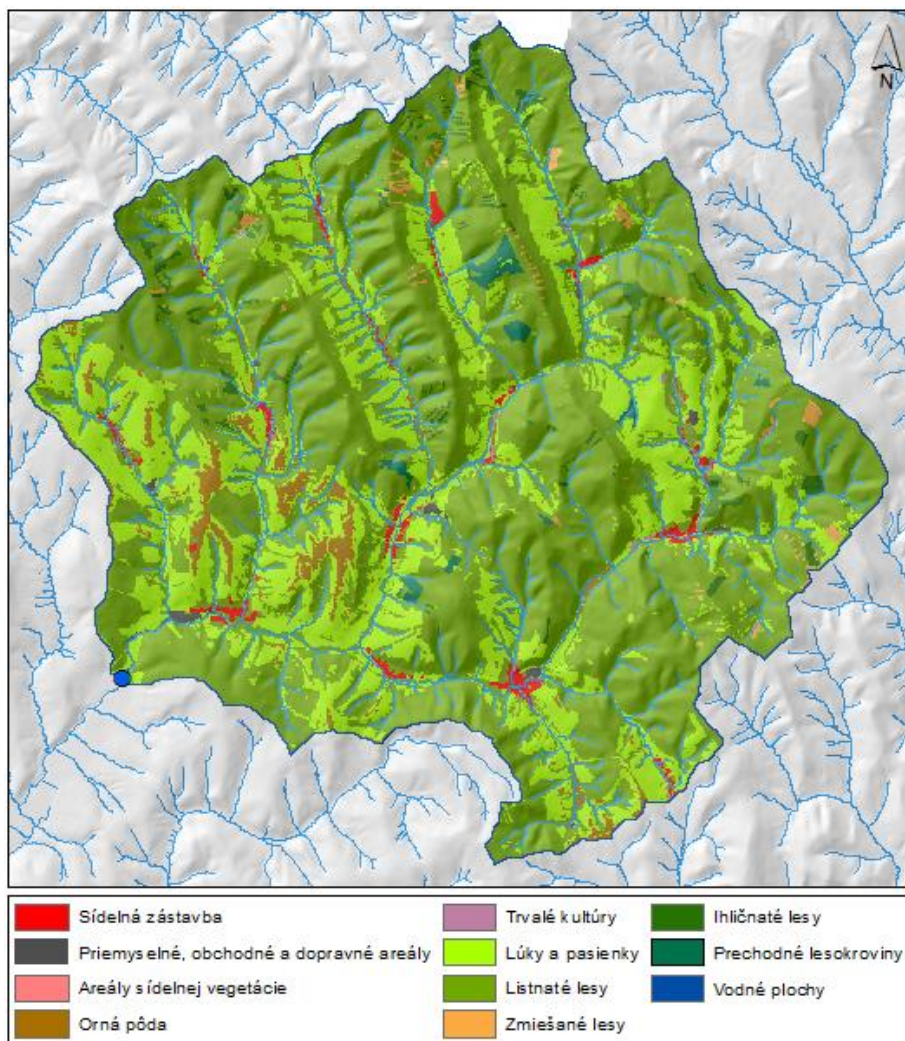 N
Sídelná zástavba
Priemyselné, obchodné a dopravné areály
Areály sídelnej vegetácie
Orná pôda
Trvalé kultúry
Lúky a pasienky
Listnaté lesy
Zmiešané lesy
Ihličnaté lesy
Prechodné lesokroviny
Vodné plochy